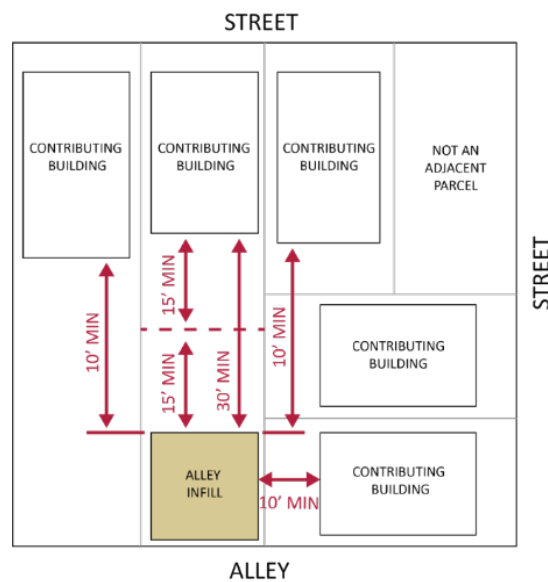 STREET
CONTRIBUTING
BUILDING
CONTRIBUTING
BUILDING
CONTRIBUTING
BUILDING
NOT AN
ADJACENT
PARCEL
STREET
15’ MIN
10’ MIN
15’ MIN
30’ MIN
10’ MIN
CONTRIBUTING
BUILDING
ALLEY
INFILL
10’ MIN
CONTRIBUTING
BUILDING
ALLEY